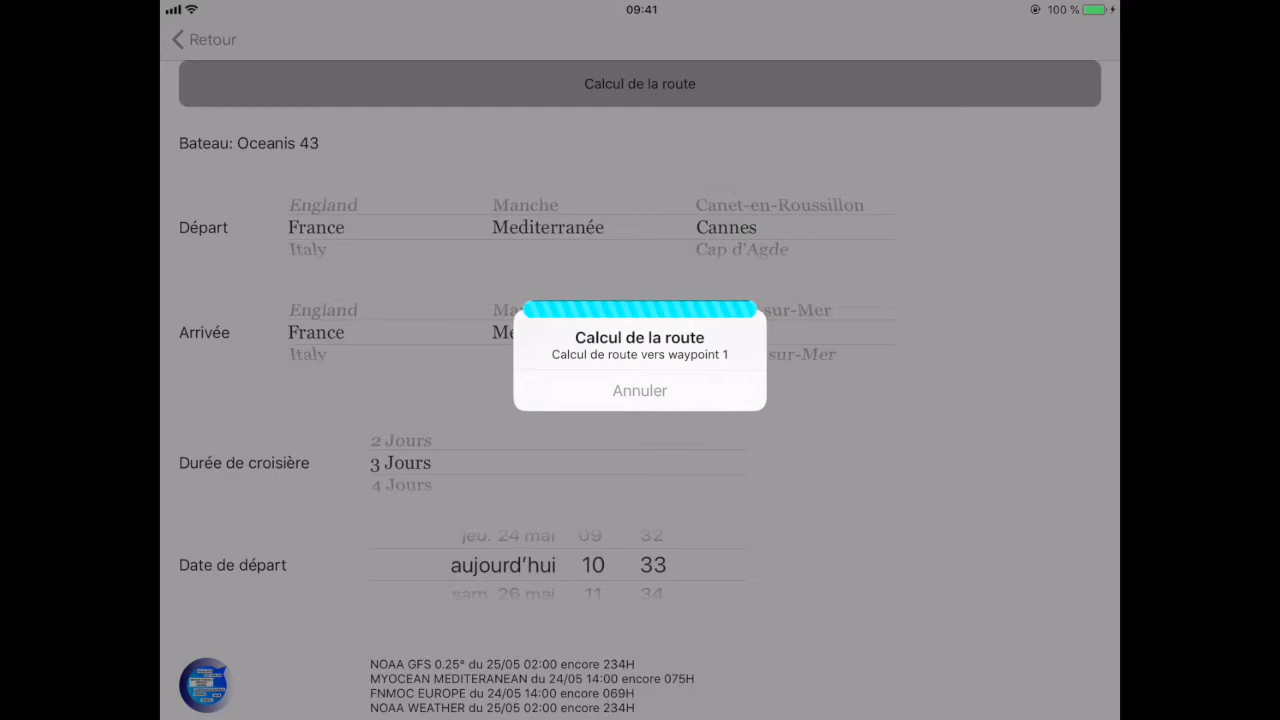 09:41
100 %
Retour
Calcul de la route
Bateau: Oceanis 43
England Manche Canet-en-Roussillon
Départ France Mediterranée Cannes
Italy Cap d'Agde
England sur-Mer
Arrivée France
Italy sur-Mer
Calcul de la route
Calcul de route vers waypoint 1
Annuler
2 Jours
Durée de croisière 3 Jours
4 Jours
jeu. 24 mai 09 32
Date de départ aujourd'hui 10 33
sam. 26 mai 11 34
NOAA GFS 0.25° du 25/05 02:00 encore 234H
MYOCEAN MEDITERANEAN du 24/05 14:00 encore 075H
FNMOC EUROPE du 24/05 14:00 encore 069H
NOAA WEATHER du 25/05 02:00 encore 234H